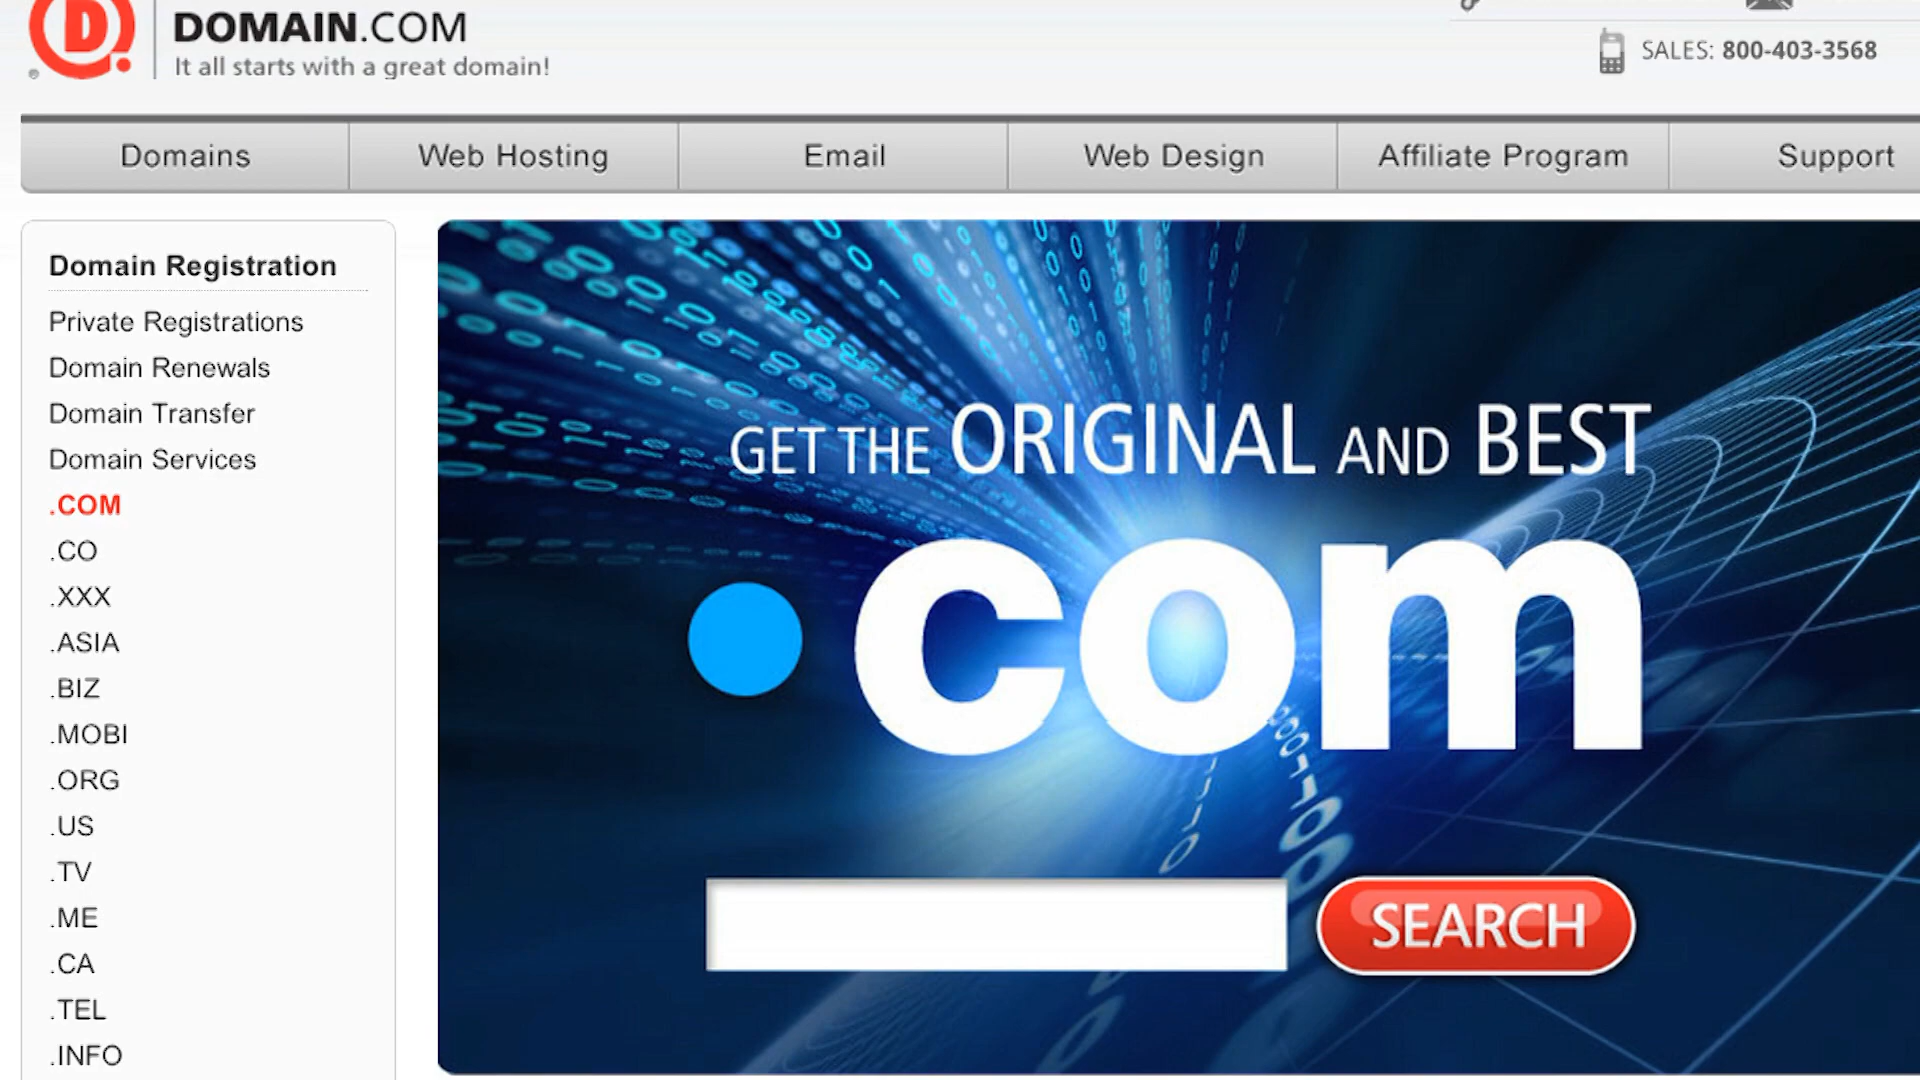 DOMAIN.COM
It all starts with a great domain!
SALES: 800-403-3568
Domains
Web Hosting
Email
Web Design
Affiliate Program
Support
Domain Registration
Private Registrations
Domain Renewals
Domain Transfer
Domain Services
.COM
.CO
.XXX
.ASIA
.BIZ
.MOBI
.ORG
.US
.TV
.ME
.CA
.TEL
.INFO
GET THE ORIGINAL AND BEST
.com
SEARCH